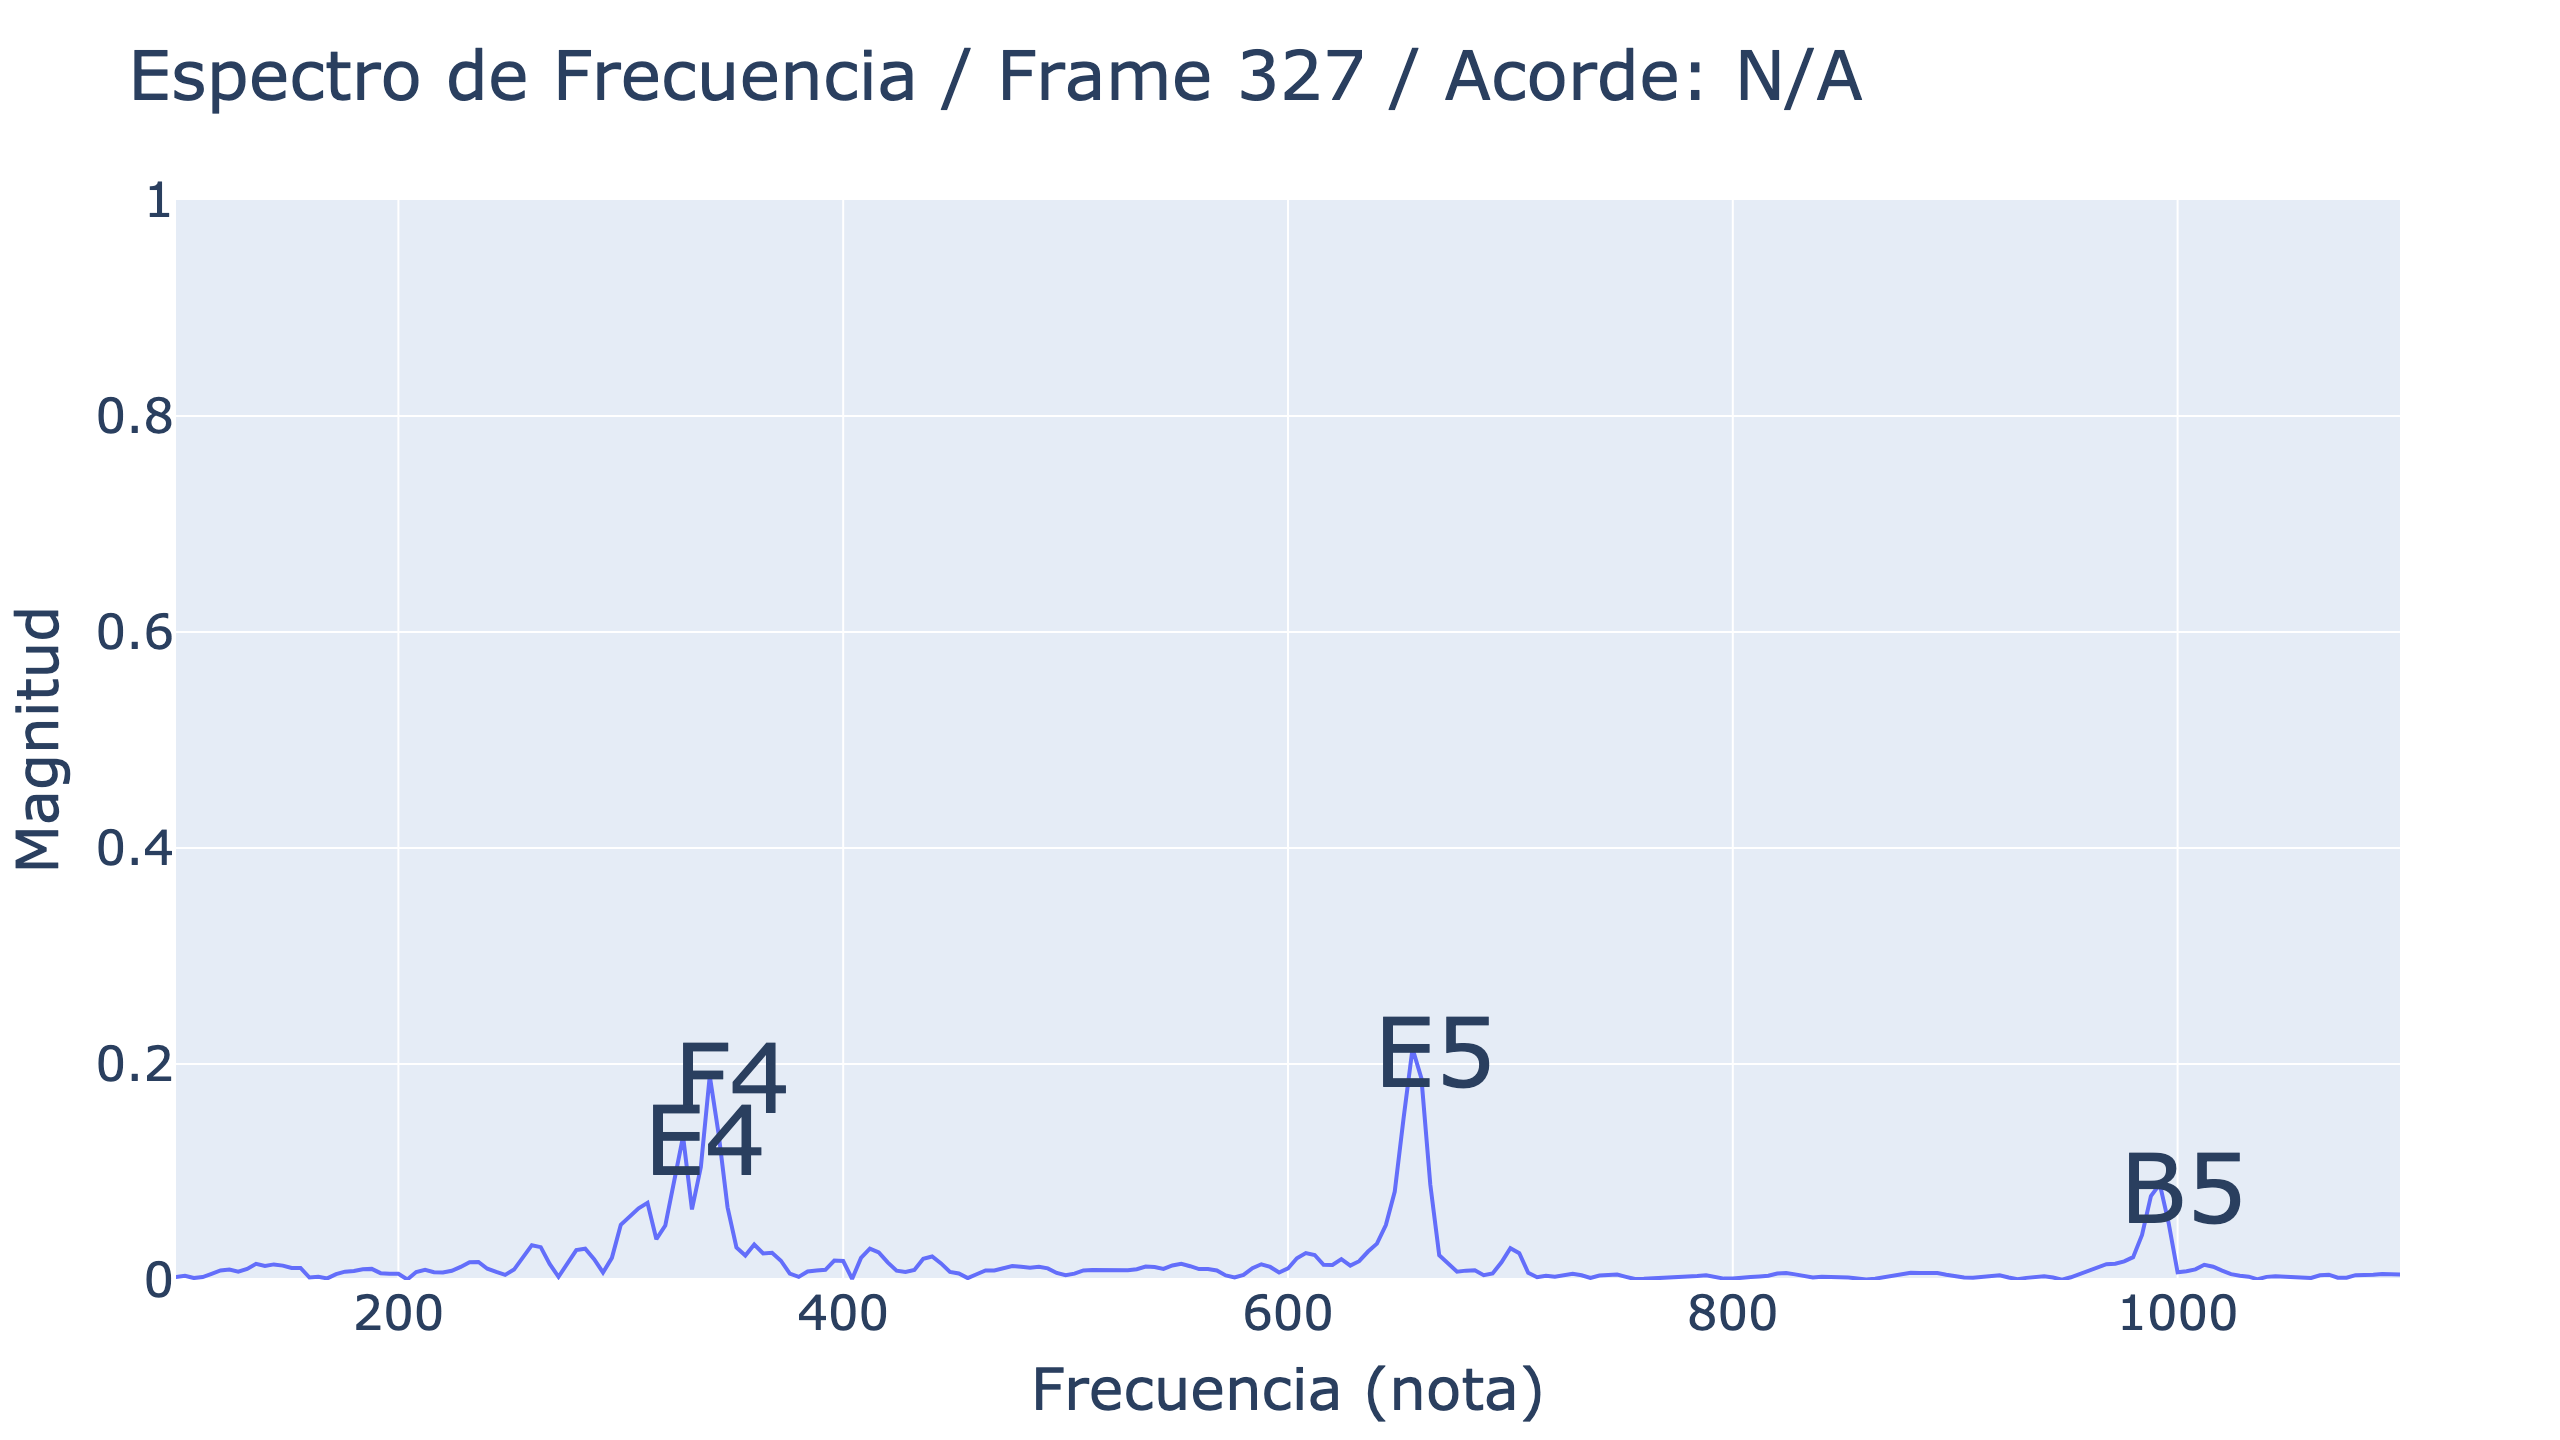 Espectro de Frecuencia / Frame 327 / Acorde: N/A
1
0.8
0.6
0.4
0.2
0
Magnitud
F4
E4
E5
B5
200 400 600 800 1000
Frecuencia (nota)